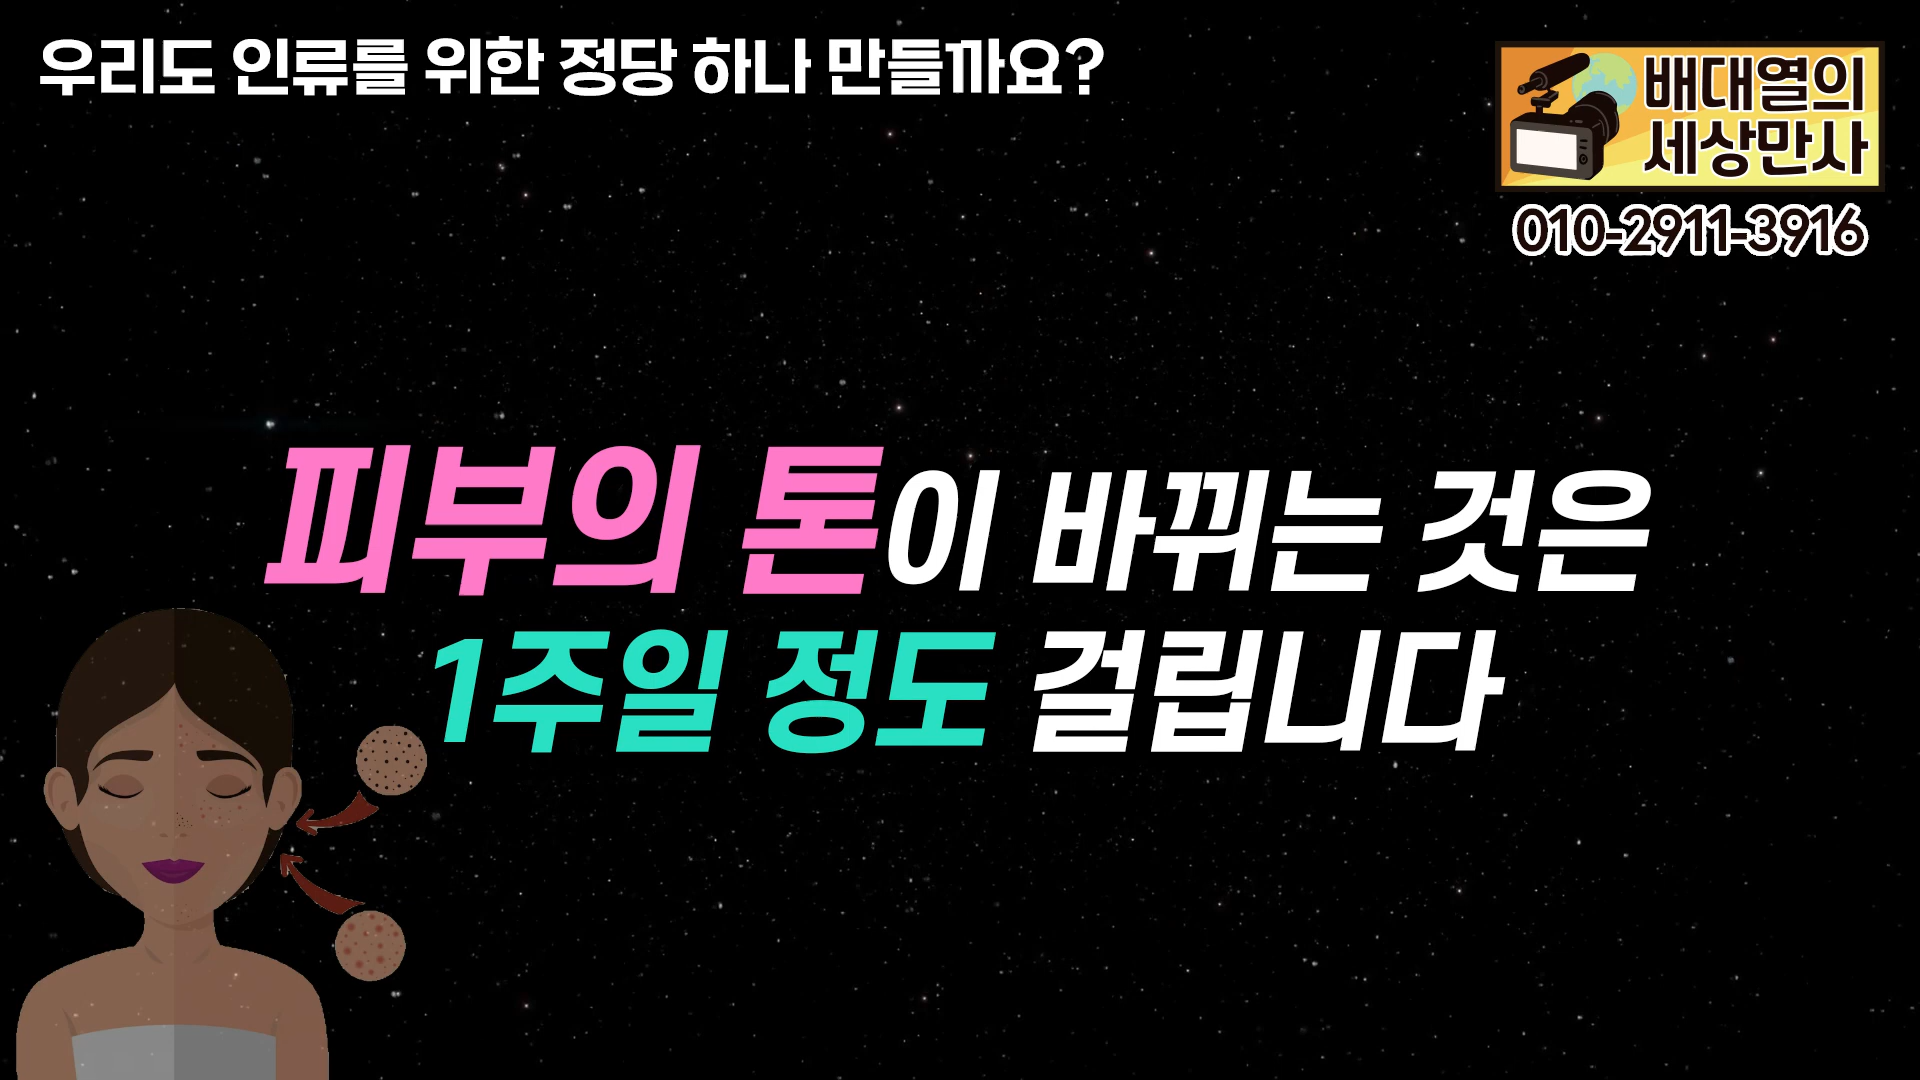 우리도 인류를 위한 정당 하나 만들까요?
배대열의
세상만사
010-2911-3916
피부의 톤이 바뀌는 것은
1주일 정도 걸립니다